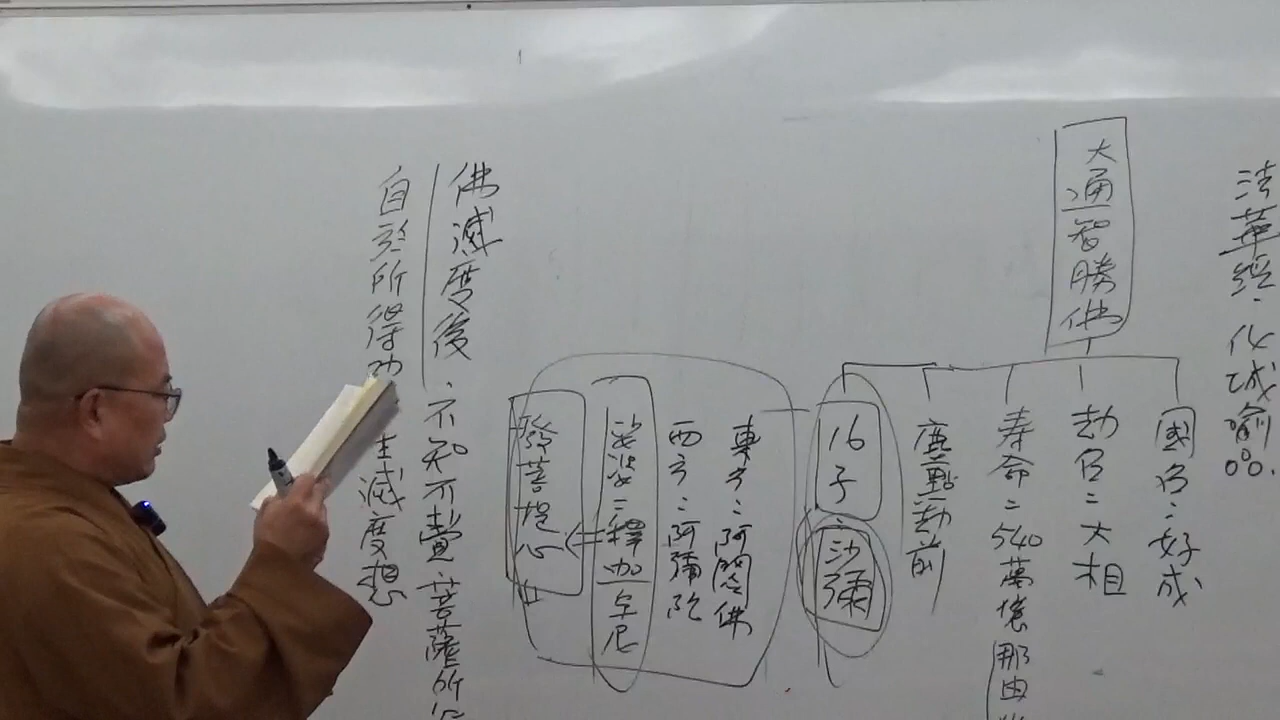 法華經：化城喻品．
大通智勝佛
國名：好成
劫名：大相
壽命：540萬億那由
塵點劫前
16子：沙彌
東方：阿閦佛
西方：阿彌陀
娑婆：釋迦牟尼
發菩提心
佛滅度後、不知不覺菩薩所行
自於所得功 生滅度想